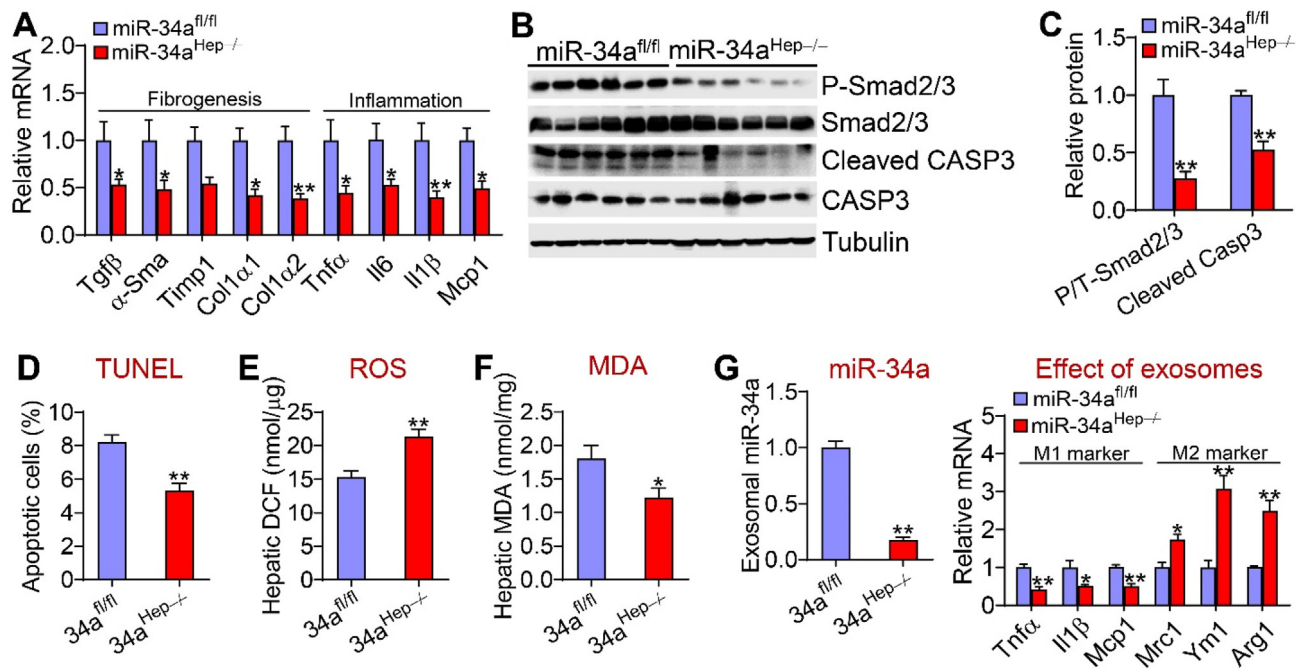 A
miR-34a^fl/fl
miR-34a^Hep−/−
Relative mRNA
2.0
1.5
1.0
0.5
0.0
Fibrogenesis
Inflammation
*
*
*
**
*
*
**
*
Tgfβ
α-Sma
Timp1
Col1α1
Col1α2
Tnfα
Il6
Il1β
Mcp1
B
miR-34a^fl/fl miR-34a^Hep−/−
P-Smad2/3
Smad2/3
Cleaved CASP3
CASP3
Tubulin
C
miR-34a^fl/fl
miR-34a^Hep−/−
Relative protein
1.5
1.0
0.5
0.0
**
**
P/T-Smad2/3
Cleaved Casp3
D TUNEL
Apoptotic cells (%)
10
8
6
4
2
0
**
34a^fl/fl
34a^Hep−/−
E ROS
Hepatic DCF (nmol/μg)
30
25
20
15
10
5
0
**
34a^fl/fl
34a^Hep−/−
F MDA
Hepatic MDA (nmol/mg)
2.5
2.0
1.5
1.0
0.5
0.0
*
34a^fl/fl
34a^Hep−/−
G miR-34a
Exosomal miR-34a
1.5
1.0
0.5
0.0
**
34a^fl/fl
34a^Hep−/−
Effect of exosomes
miR-34a^fl/fl
miR-34a^Hep−/−
Relative mRNA
5
4
3
2
1
0
M1 marker
M2 marker
**
*
**
*
**
**
Tnfα
Il1β
Mcp1
Mrc1
Ym1
Arg1